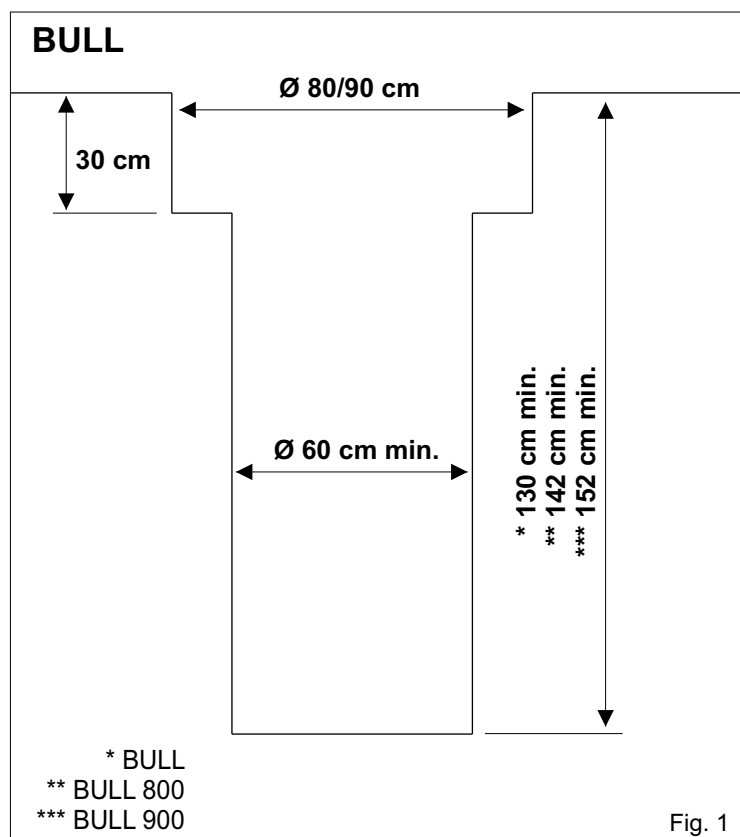 BULL
Ø 80/90 cm
30 cm
Ø 60 cm min.
* 130 cm min.
** 142 cm min.
*** 152 cm min.
* BULL
** BULL 800
*** BULL 900
Fig. 1